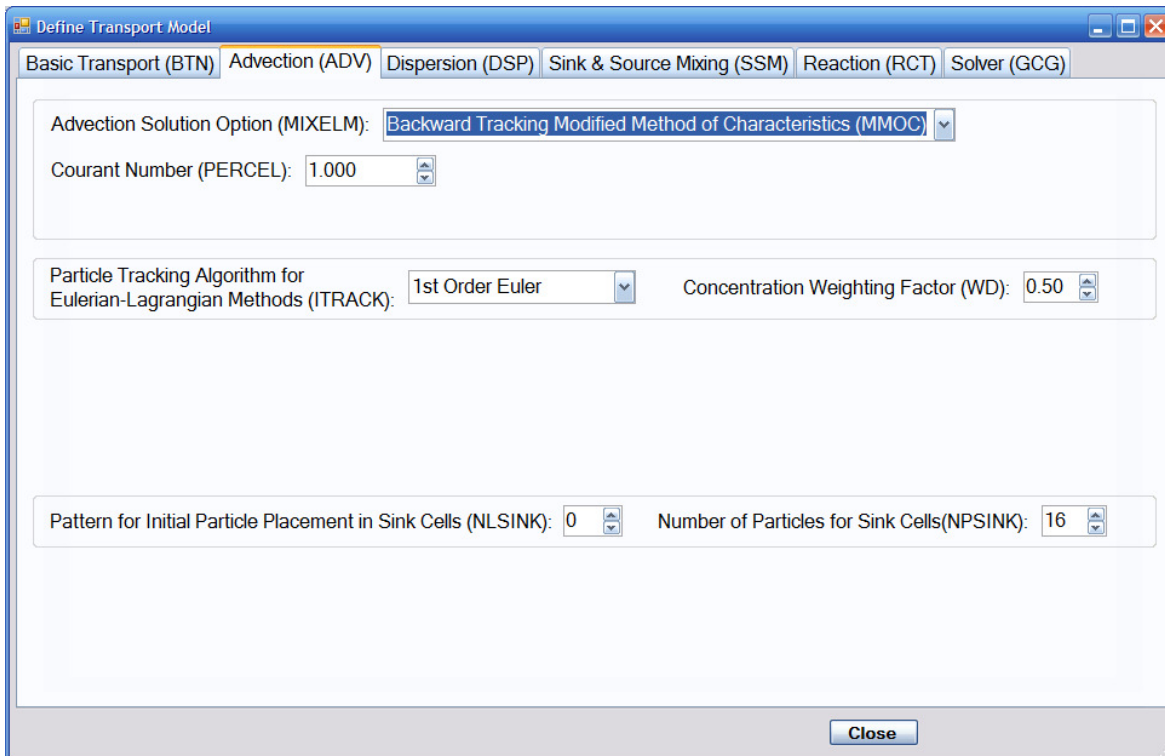 Define Transport Model
Basic Transport (BTN) Advection (ADV) Dispersion (DSP) Sink & Source Mixing (SSM) Reaction (RCT) Solver (GCG)
Advection Solution Option (MIXELM): Backward Tracking Modified Method of Characteristics (MMOC)
Courant Number (PERCEL): 1.000
Particle Tracking Algorithm for
Eulerian-Lagrangian Methods (ITRACK): 1st Order Euler Concentration Weighting Factor (WD): 0.50
Pattern for Initial Particle Placement in Sink Cells (NLSINK): 0 Number of Particles for Sink Cells(NPSINK): 16
Close